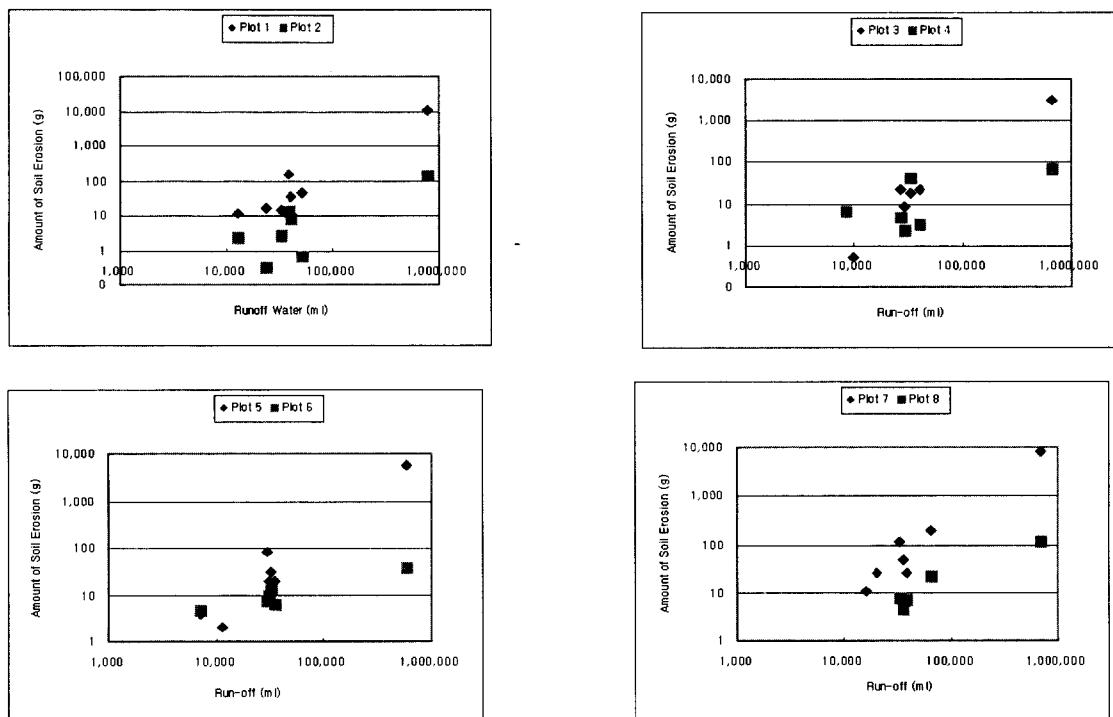 Plot 1 Plot 2
100,000
10,000
1,000
100
10
1
0
1,000 10,000 100,000 1,000,000
Amount of Soil Erosion (g)
Runoff Water (ml)
Plot 3 Plot 4
10,000
1,000
100
10
1
0
1,000 10,000 100,000 1,000,000
Amount of Soil Erosion (g)
Run-off (ml)
Plot 5 Plot 6
10,000
1,000
100
10
1
1,000 10,000 100,000 1,000,000
Amount of Soil Erosion (g)
Run-off (ml)
Plot 7 Plot 8
10,000
1,000
100
10
1
1,000 10,000 100,000 1,000,000
Amount of Soil Erosion (g)
Run-off (ml)